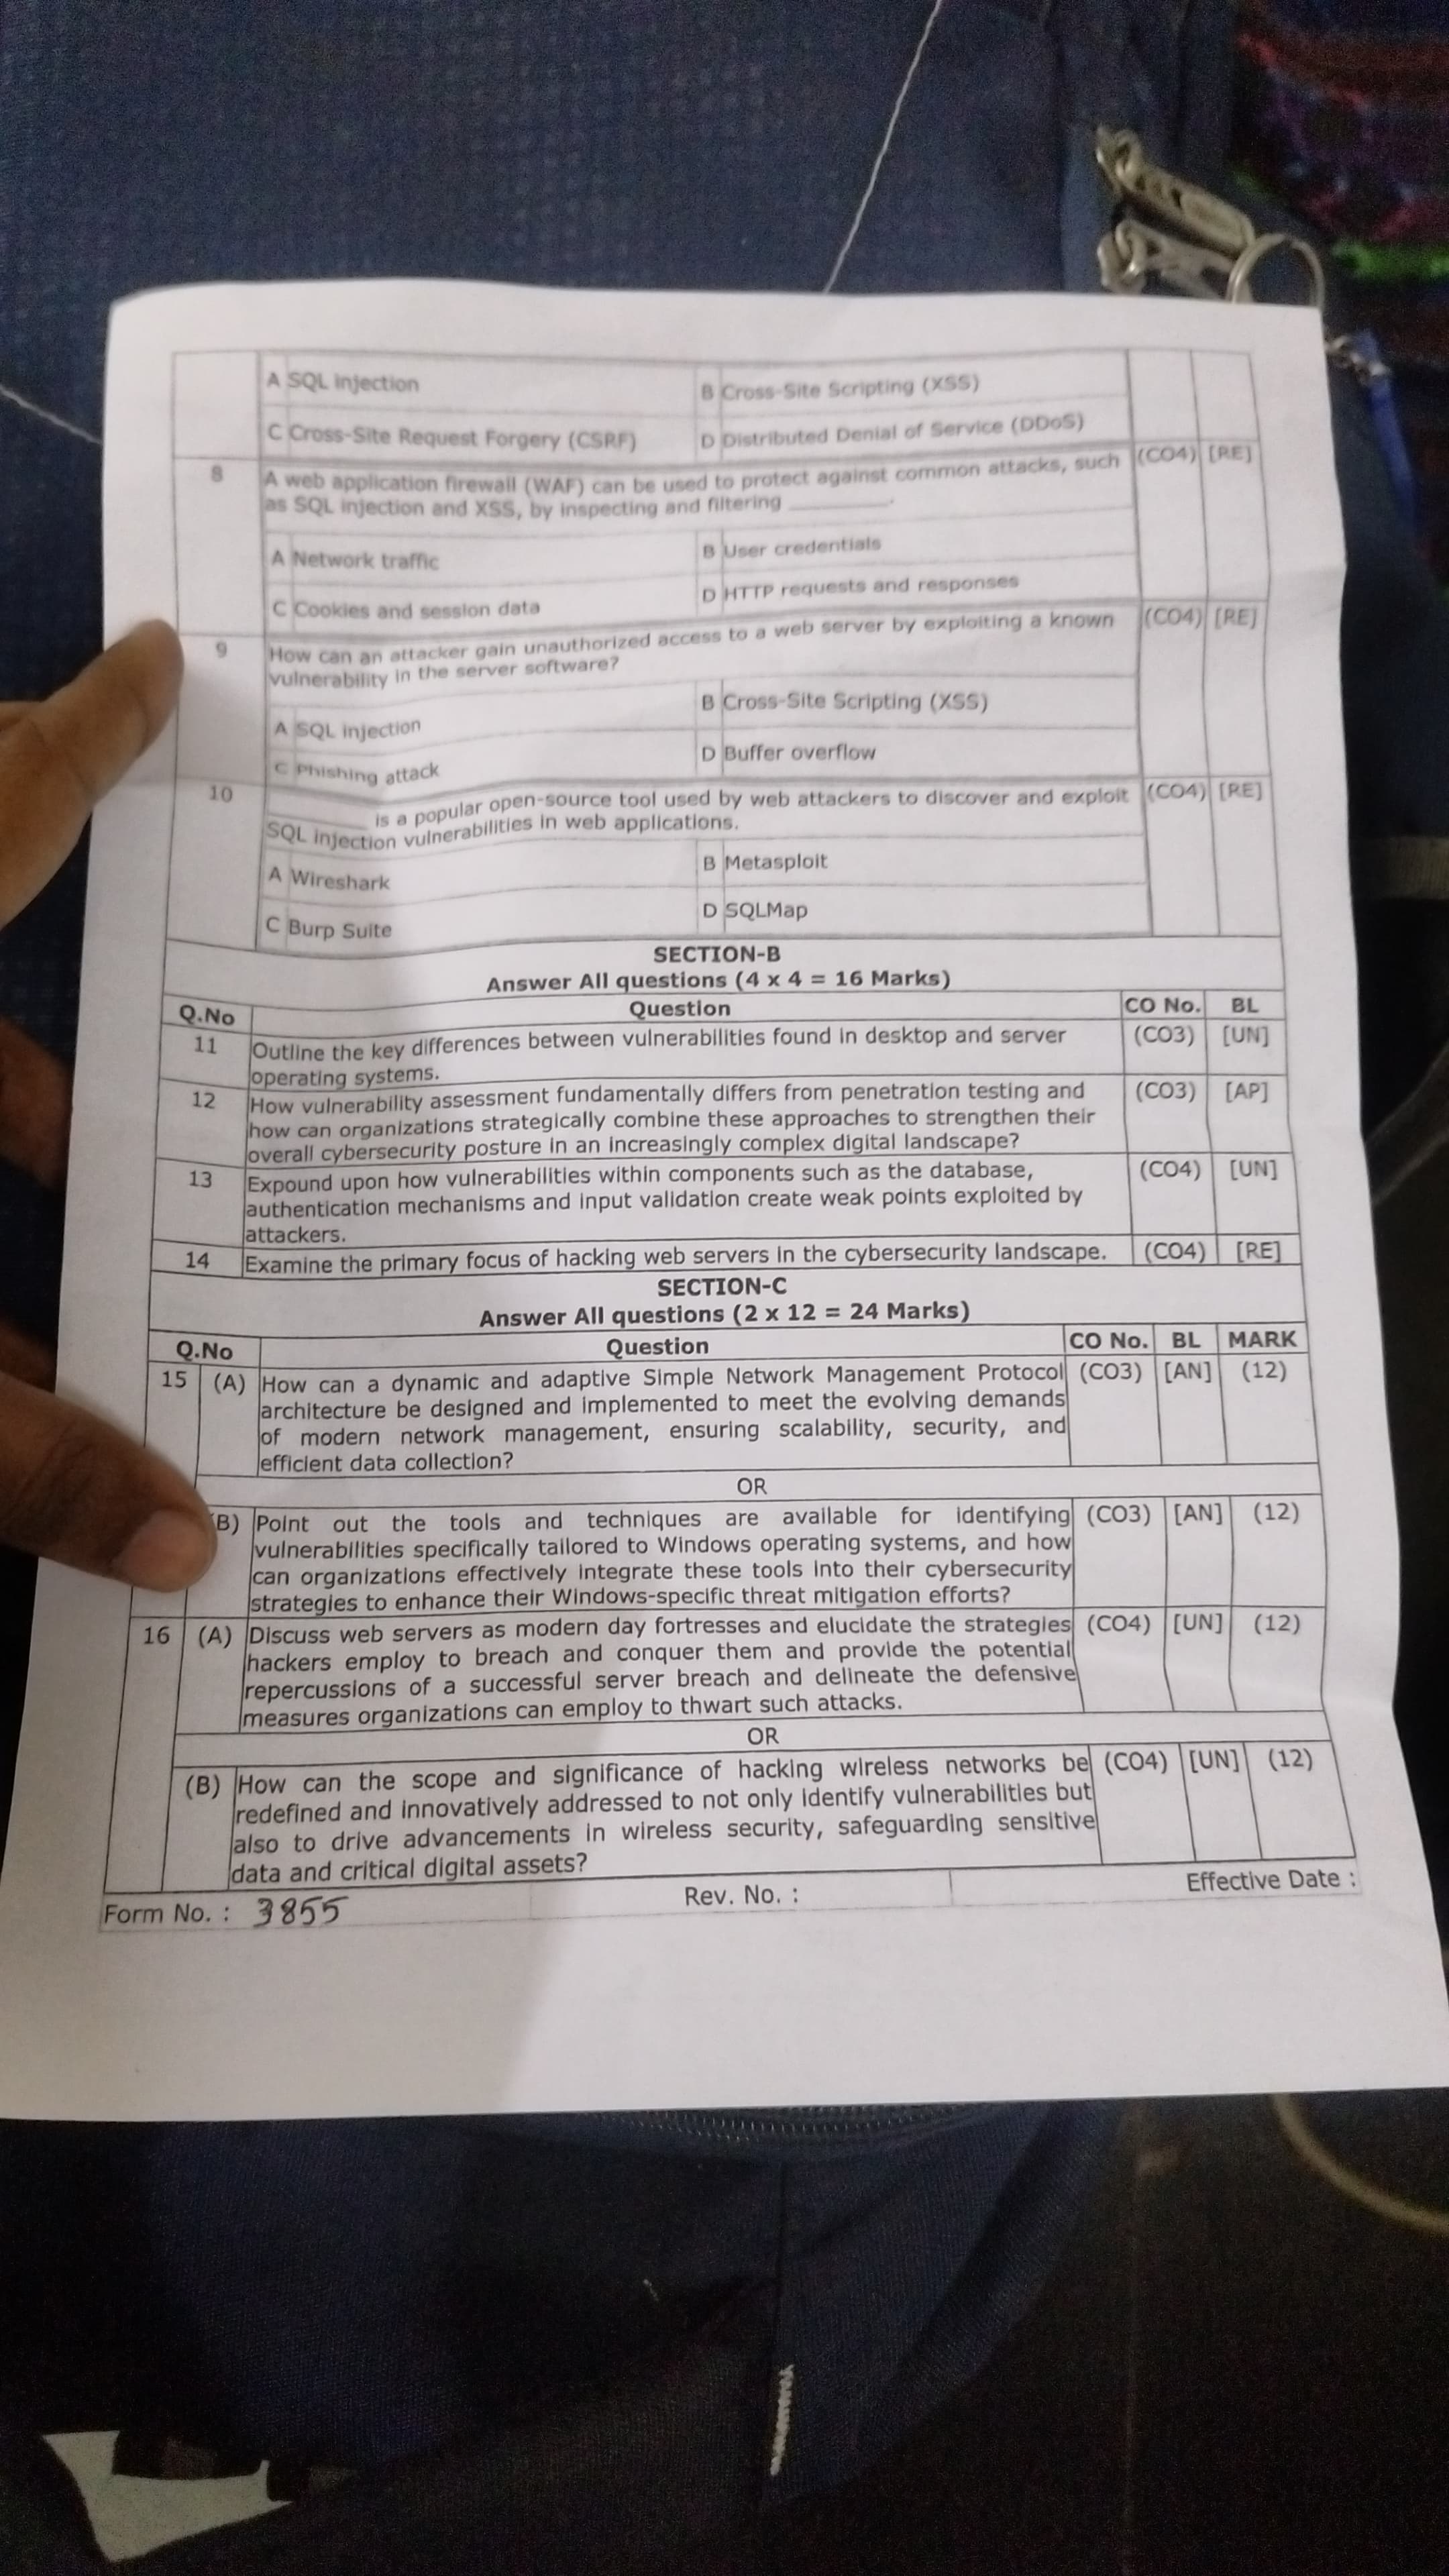 A SQL injection B Cross-Site Scripting (XSS)
C Cross-Site Request Forgery (CSRF) D Distributed Denial of Service (DDoS)
8 A web application firewall (WAF) can be used to protect against common attacks, such (CO4) [RE]
as SQL injection and XSS, by inspecting and filtering __________.
A Network traffic B User credentials
C Cookies and session data D HTTP requests and responses
9 How can an attacker gain unauthorized access to a web server by exploiting a known (CO4) [RE]
vulnerability in the server software?
A SQL injection B Cross-Site Scripting (XSS)
C Phishing attack D Buffer overflow
10 __________ is a popular open-source tool used by web attackers to discover and exploit (CO4) [RE]
SQL injection vulnerabilities in web applications.
A Wireshark B Metasploit
C Burp Suite D SQLMap
SECTION-B
Answer All questions (4 x 4 = 16 Marks)
Q.No Question CO No. BL
11 Outline the key differences between vulnerabilities found in desktop and server (CO3) [UN]
operating systems.
12 How vulnerability assessment fundamentally differs from penetration testing and (CO3) [AP]
how can organizations strategically combine these approaches to strengthen their
overall cybersecurity posture in an increasingly complex digital landscape?
13 Expound upon how vulnerabilities within components such as the database, (CO4) [UN]
authentication mechanisms and input validation create weak points exploited by
attackers.
14 Examine the primary focus of hacking web servers in the cybersecurity landscape. (CO4) [RE]
SECTION-C
Answer All questions (2 x 12 = 24 Marks)
Q.No Question CO No. BL MARK
15 (A) How can a dynamic and adaptive Simple Network Management Protocol (CO3) [AN] (12)
architecture be designed and implemented to meet the evolving demands
of modern network management, ensuring scalability, security, and
efficient data collection?
OR
(B) Point out the tools and techniques are available for identifying (CO3) [AN] (12)
vulnerabilities specifically tailored to Windows operating systems, and how
can organizations effectively integrate these tools into their cybersecurity
strategies to enhance their Windows-specific threat mitigation efforts?
16 (A) Discuss web servers as modern day fortresses and elucidate the strategies (CO4) [UN] (12)
hackers employ to breach and conquer them and provide the potential
repercussions of a successful server breach and delineate the defensive
measures organizations can employ to thwart such attacks.
OR
(B) How can the scope and significance of hacking wireless networks be (CO4) [UN] (12)
redefined and innovatively addressed to not only identify vulnerabilities but
also to drive advancements in wireless security, safeguarding sensitive
data and critical digital assets?
Form No. : 3855 Rev. No. : Effective Date :